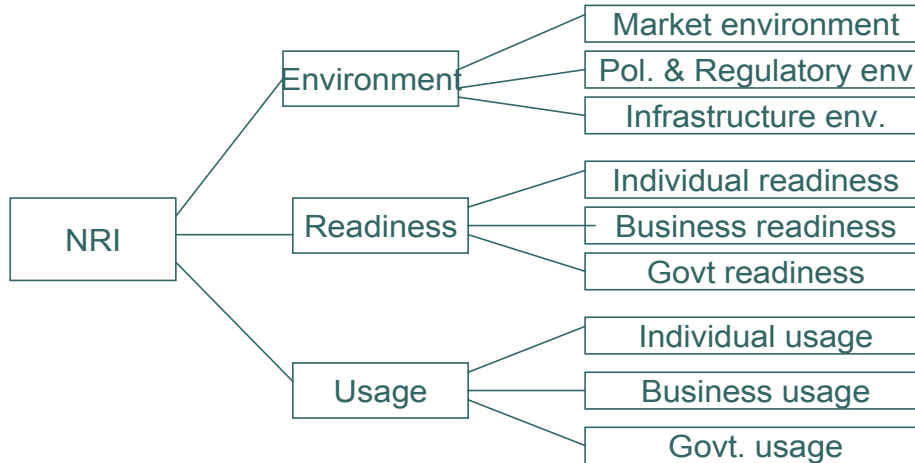 Market environment
Environment
Pol. & Regulatory env
Infrastructure env.
Individual readiness
NRI
Readiness
Business readiness
Govt readiness
Individual usage
Usage
Business usage
Govt. usage